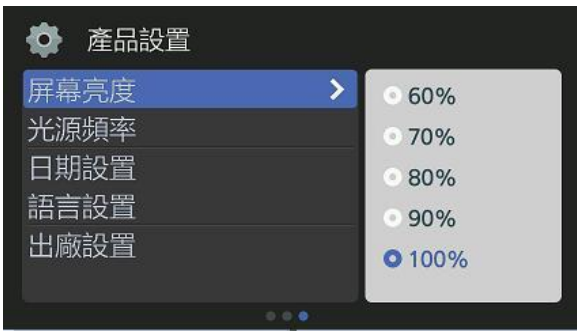 產品設置
屏幕亮度
光源頻率
日期設置
語言設置
出廠設置
60%
70%
80%
90%
100%